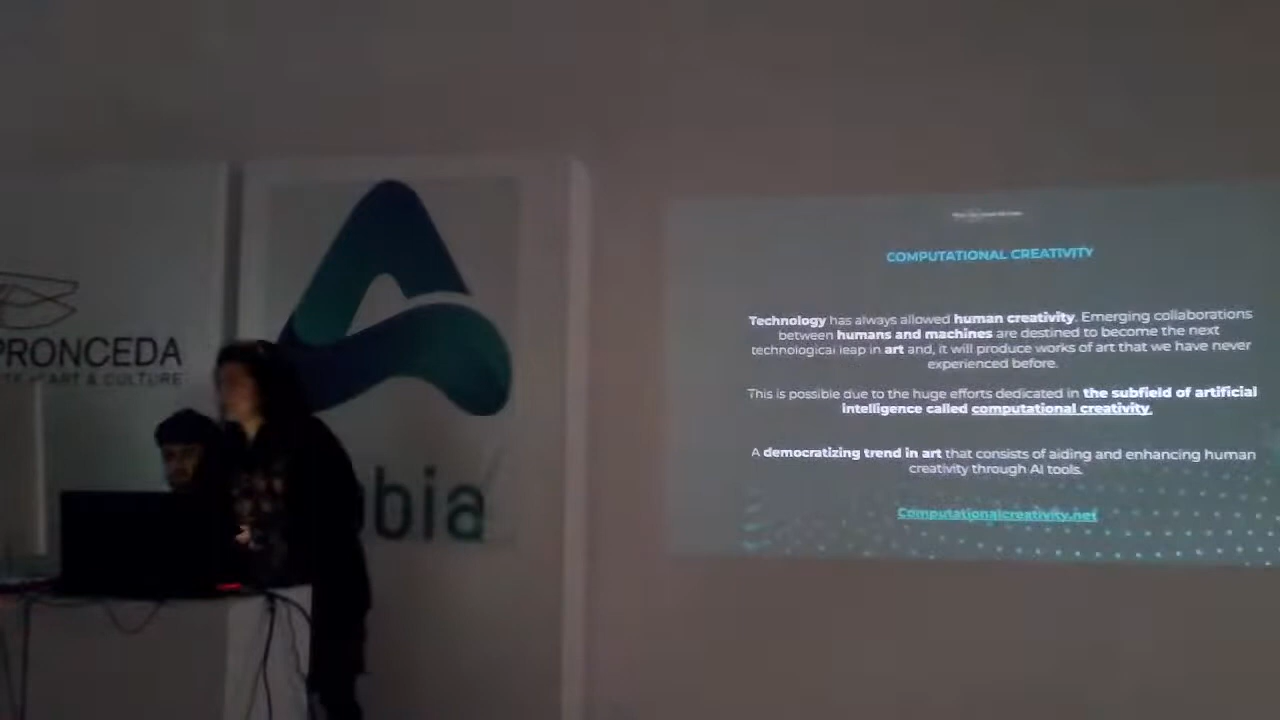 PRONCEDA
ART & CULTURE
bia
COMPUTATIONAL CREATIVITY
Technology has always allowed human creativity. Emerging collaborations
between humans and machines are destined to become the next
technological leap in art and, it will produce works of art that we have never
experienced before.
This is possible due to the huge efforts dedicated in the subfield of artificial
intelligence called computational creativity.
A democratizing trend in art that consists of aiding and enhancing human
creativity through AI tools.
Computationalcreativity.net